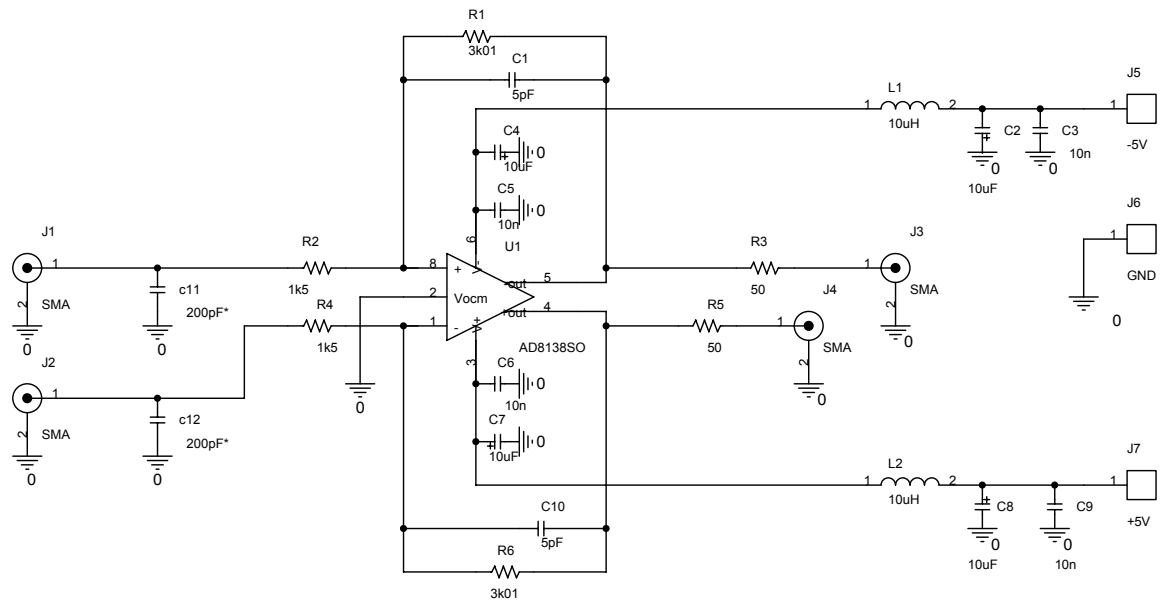 R1
3k01
C1
5pF
J5
L1
1
2
10uH
1
C2
C3
10n
-5V
0
0
10uF
C4
10uF
0
C5
10n
0
J6
1
GND
0
J1
1
2
SMA
0
c11
200pF*
0
R2
1k5
R4
1k5
8
2
1
6
U1
+
V-
Vocm
-
V+
-out
+out
5
4
3
AD8138SO
0
R3
50
1
J3
2
SMA
0
R5
50
1
J4
2
SMA
0
J2
1
2
SMA
0
c12
200pF*
0
C6
10n
0
C7
10uF
0
L2
1
2
10uH
J7
1
+5V
C8
C9
0
0
10uF
10n
C10
5pF
R6
3k01